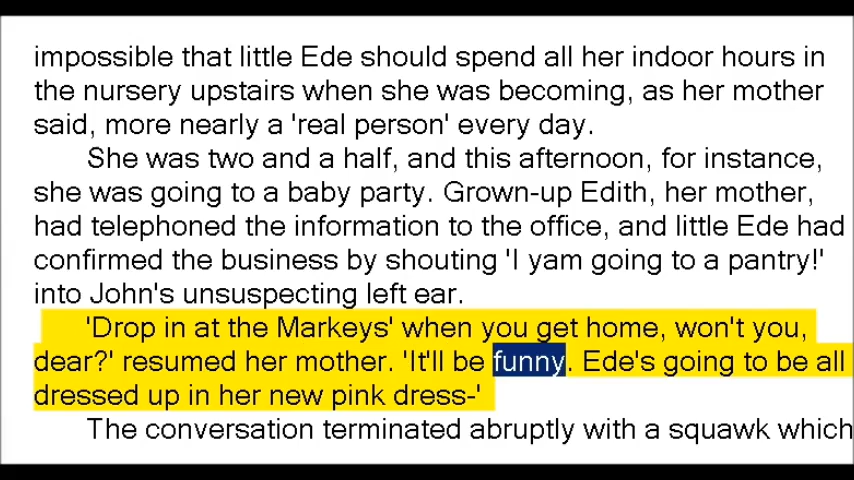 impossible that little Ede should spend all her indoor hours in
the nursery upstairs when she was becoming, as her mother
said, more nearly a 'real person' every day.
She was two and a half, and this afternoon, for instance,
she was going to a baby party. Grown-up Edith, her mother,
had telephoned the information to the office, and little Ede had
confirmed the business by shouting 'I yam going to a pantry!'
into John's unsuspecting left ear.
'Drop in at the Markeys' when you get home, won't you,
dear?' resumed her mother. 'It'll be funny. Ede's going to be all
dressed up in her new pink dress-'
The conversation terminated abruptly with a squawk which